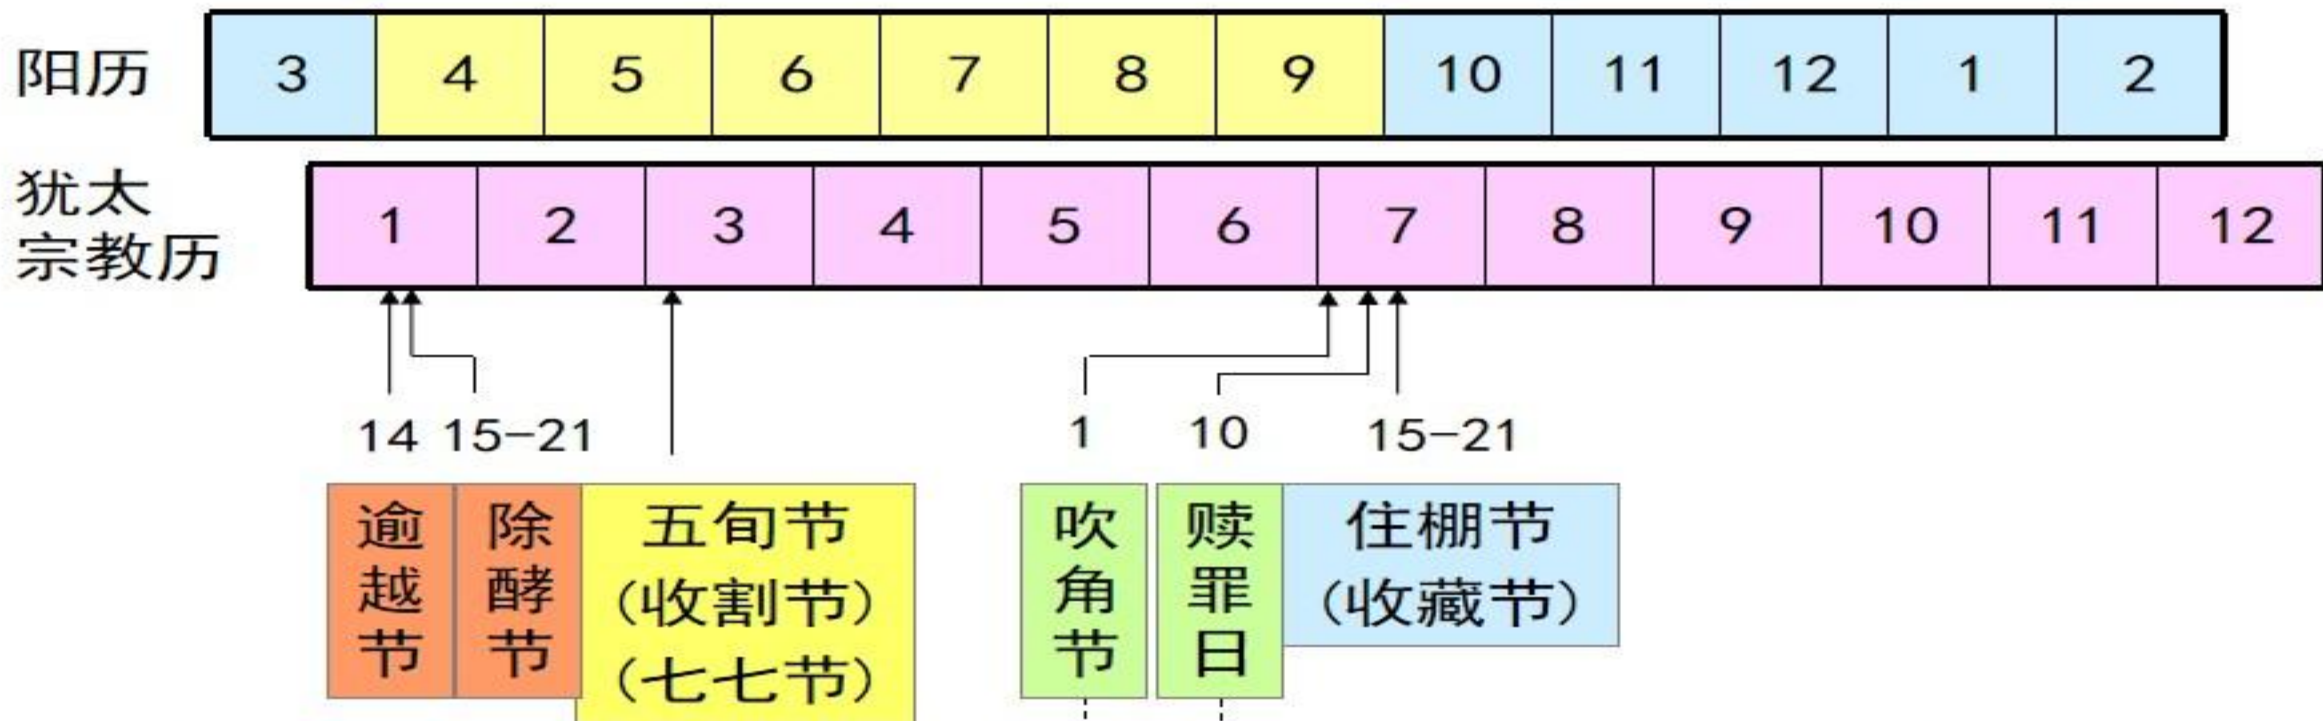 阳历 3 4 5 6 7 8 9 10 11 12 1 2
犹太
宗教历
1 2 3 4 5 6 7 8 9 10 11 12
14 15-21 1 10 15-21
逾越节
除酵节
五旬节
(收割节)
(七七节)
吹角节
赎罪日
住棚节
(收藏节)